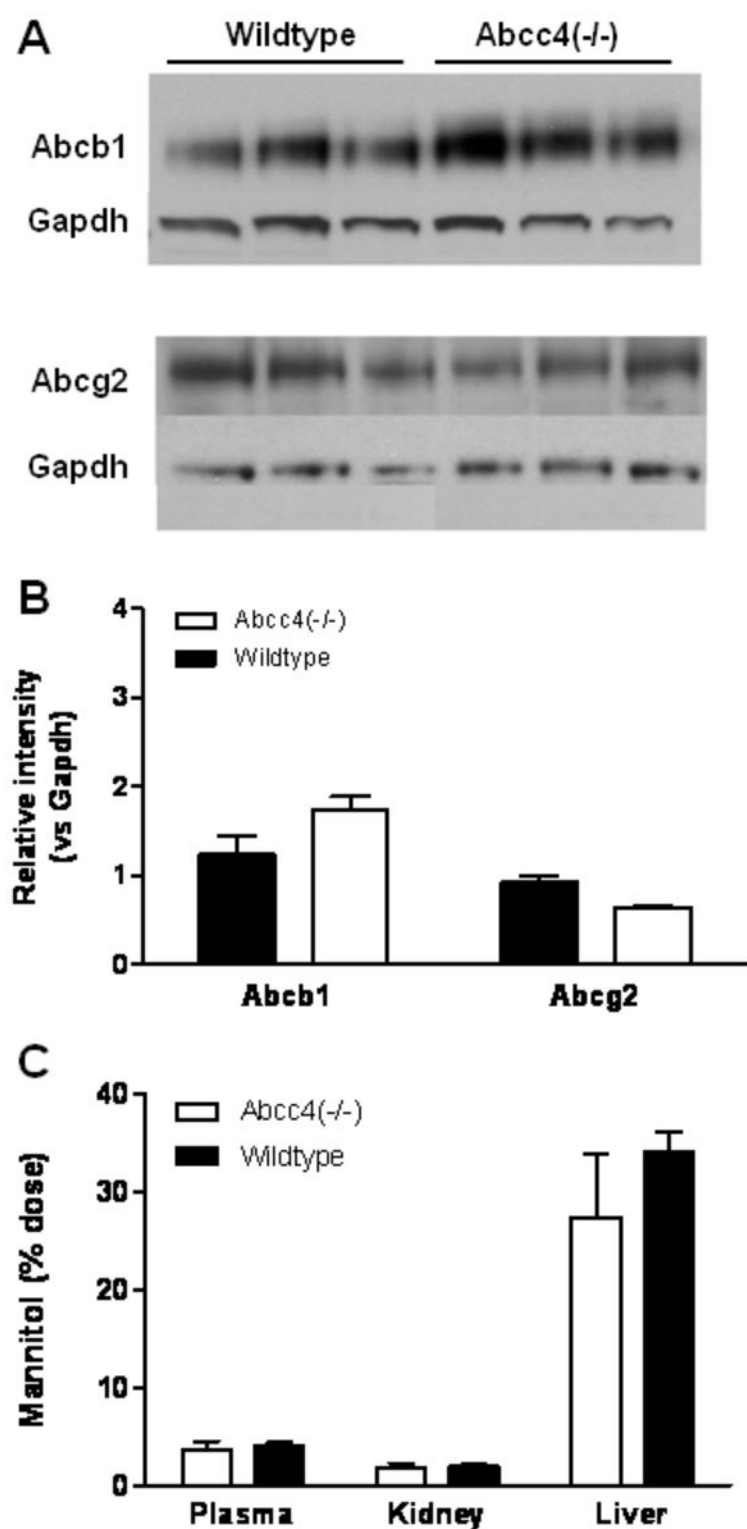 A
Wildtype Abcc4(-/-)
Abcb1
Gapdh
Abcg2
Gapdh
B
4
3
2
1
0
Relative intensity
(vs Gapdh)
Abcc4(-/-)
Wildtype
Abcb1 Abcg2
C
40
30
20
10
0
Mannitol (% dose)
Abcc4(-/-)
Wildtype
Plasma Kidney Liver